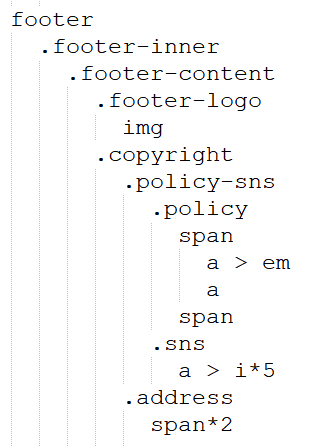 footer
.footer-inner
.footer-content
.footer-logo
img
.copyright
.policy-sns
.policy
span
a > em
a
span
.sns
a > i*5
.address
span*2